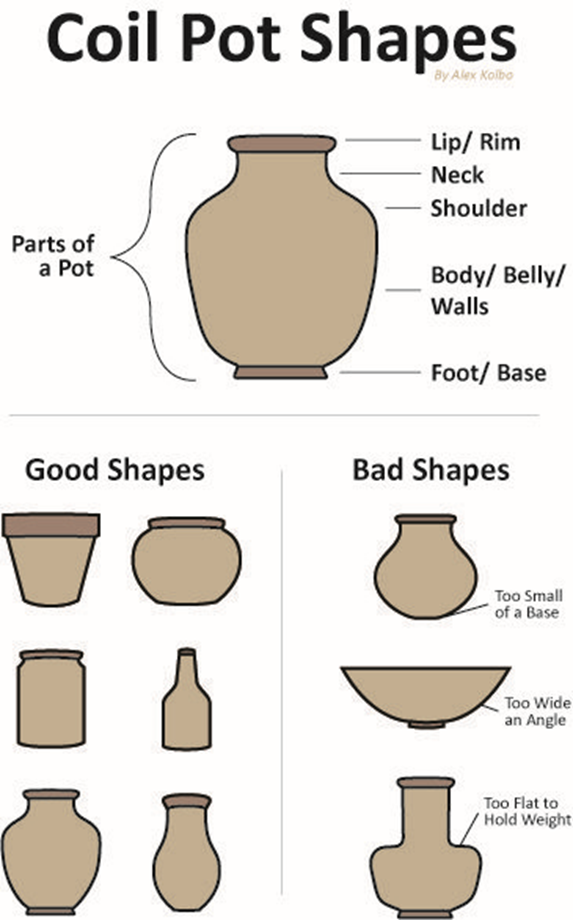 Coil Pot Shapes
By Alex Kolbo
Lip/ Rim
Neck
Shoulder
Parts of
a Pot
Body/ Belly/
Walls
Foot/ Base
Good Shapes
Bad Shapes
Too Small
of a Base
Too Wide
an Angle
Too Flat to
Hold Weight